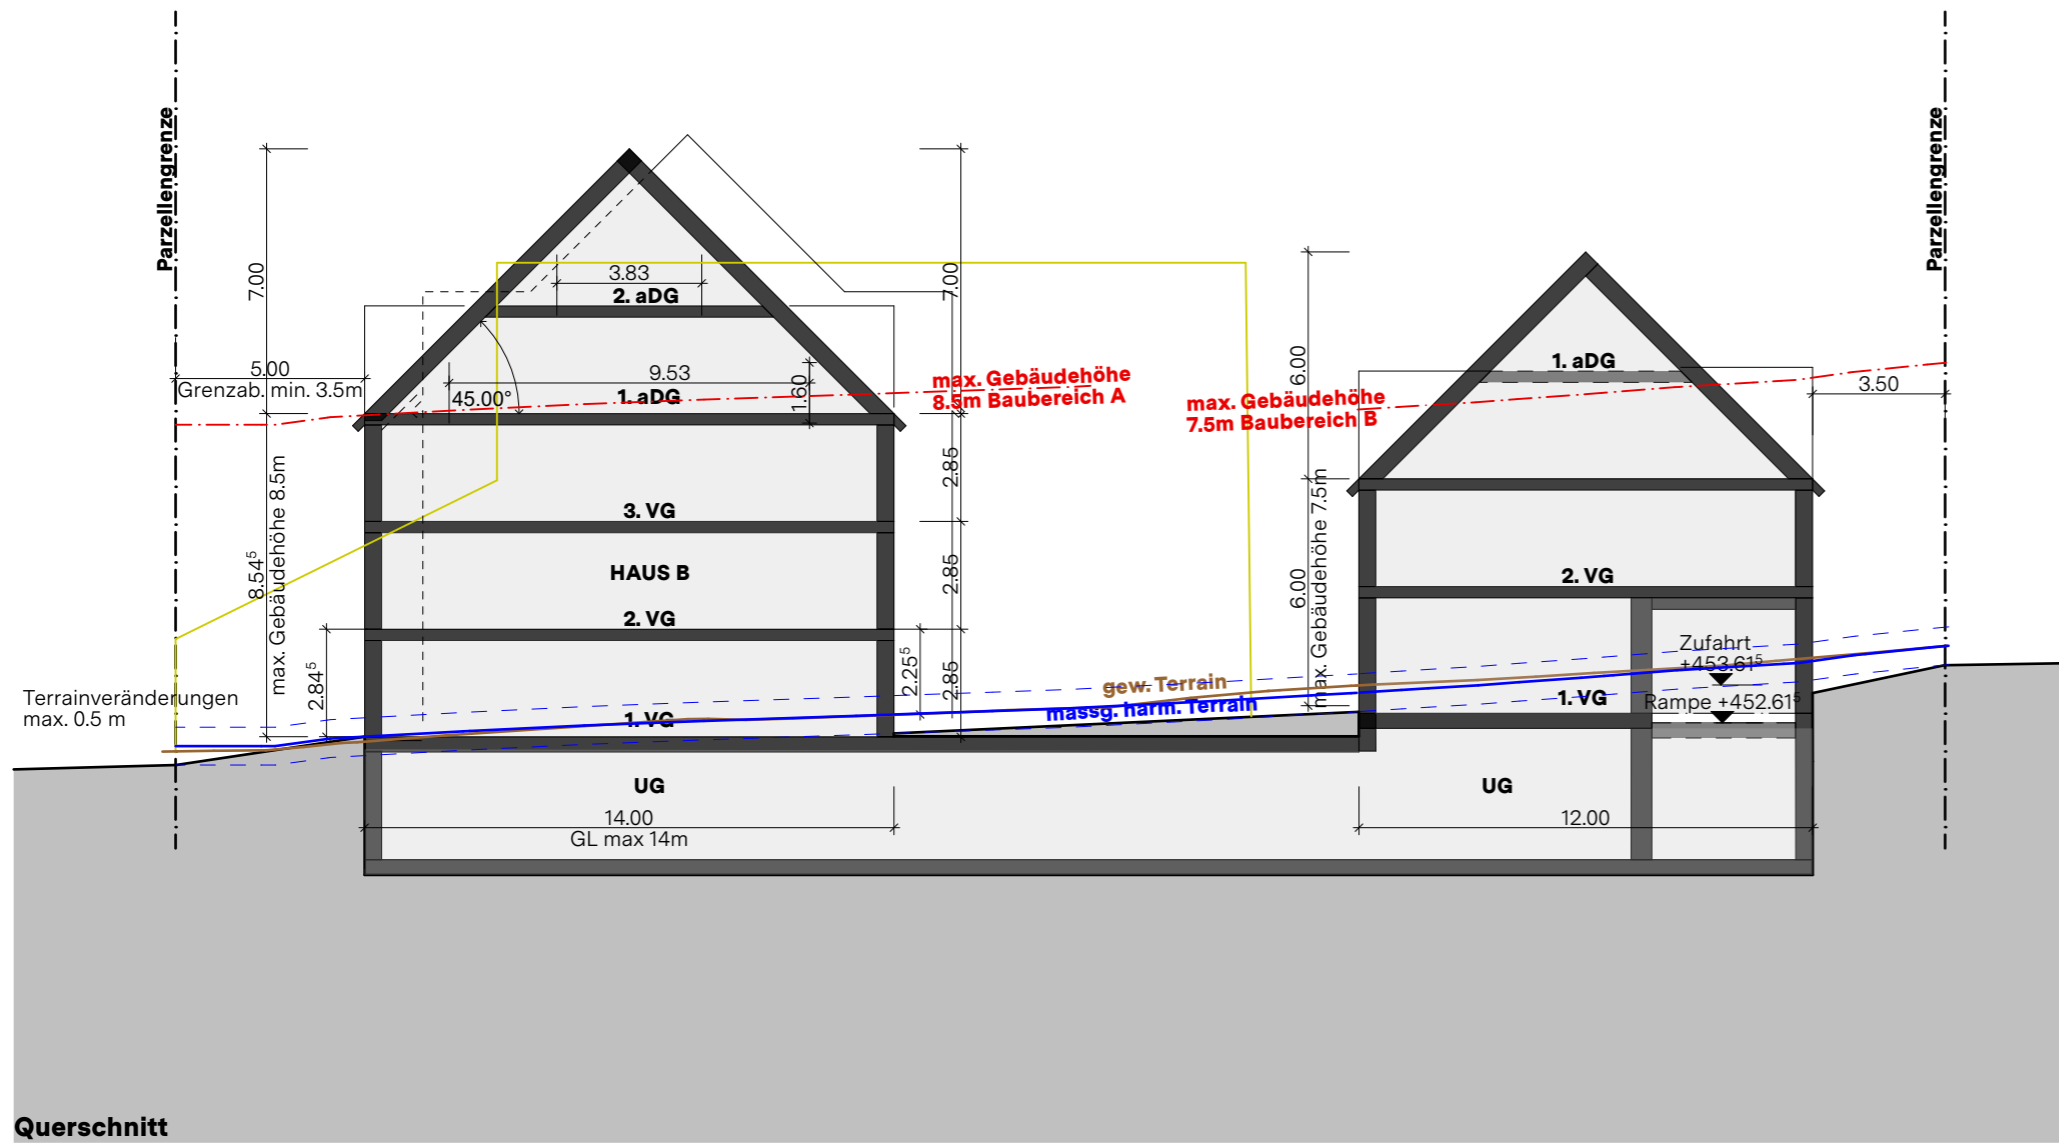 Parzellengrenze
Parzellengrenze
7.00
7.00
3.83
2. aDG
5.00
Grenzab. min. 3.5m
9.53
1.60
45.00°
1. aDG
max. Gebäudehöhe
8.5m Baubereich A
max. Gebäudehöhe
7.5m Baubereich B
6.00
1. aDG
3.50
8.54⁵
max. Gebäudehöhe 8.5m
2.85
3. VG
HAUS B
2.85
2. VG
6.00
max. Gebäudehöhe 7.5m
2. VG
2.84⁵
2.25⁵
2.85
Zufahrt
+453.61⁵
Terrainveränderungen
max. 0.5 m
gew. Terrain
massg. harm. Terrain
1. VG
1. VG
Rampe +452.61⁵
UG
UG
14.00
GL max 14m
12.00
Querschnitt